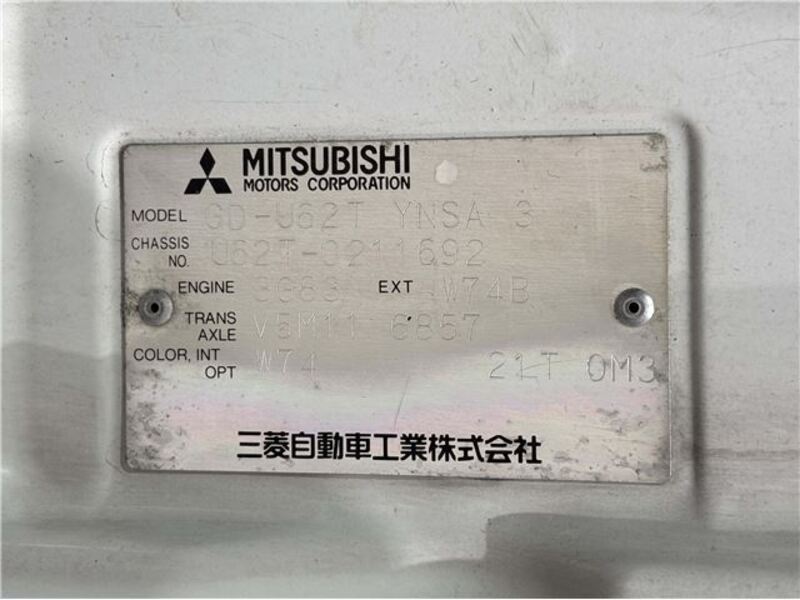 MITSUBISHI
MOTORS CORPORATION
MODEL GD-U62T YNSA 3
CHASSIS NO. U62T-0211692
ENGINE 3G83 EXT W74B
TRANS AXLE V5M11 6857
COLOR, INT OPT W74 21T 0M3
三菱自動車工業株式会社